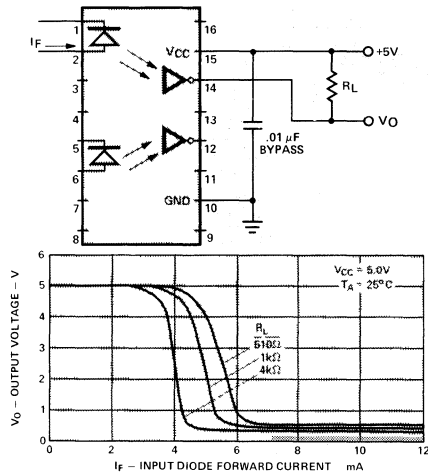 1
16
I_F
VCC
2
15
+5V
3
14
R_L
V_O
4
13
.01 µF
BYPASS
5
12
6
11
GND
7
10
8
9
V_O – OUTPUT VOLTAGE – V
6
5
4
3
2
1
0
V_CC = 5.0V
T_A = 25°C
R_L
510Ω
1kΩ
4kΩ
0
2
4
6
8
10
12
I_F – INPUT DIODE FORWARD CURRENT mA